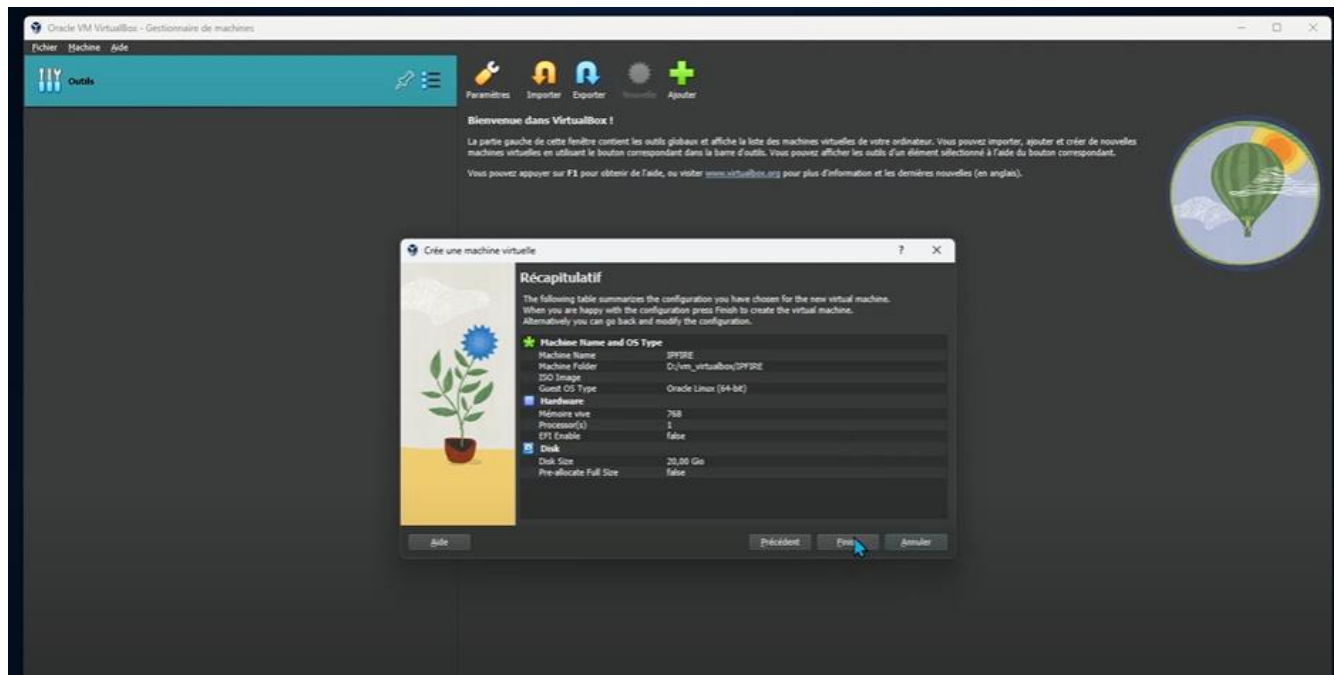 Oracle VM VirtualBox - Gestionnaire de machines
Fichier Machine Aide
Outils
Paramètres Importer Exporter Nouvelle Ajouter
Bienvenue dans VirtualBox !
La partie gauche de cette fenêtre contient les outils globaux et affiche la liste des machines virtuelles de votre ordinateur. Vous pouvez importer, ajouter et créer de nouvelles
machines virtuelles en utilisant le bouton correspondant dans la barre d'outils. Vous pouvez afficher les outils d'un élément sélectionné à l'aide du bouton correspondant.
Vous pouvez appuyer sur F1 pour obtenir de l'aide, ou visiter www.virtualbox.org pour plus d'information et les dernières nouvelles (en anglais).
Crée une machine virtuelle
Récapitulatif
The following table summarizes the configuration you have chosen for the new virtual machine.
When you are happy with the configuration press Finish to create the virtual machine.
Alternatively you can go back and modify the configuration.
Machine Name and OS Type
Machine Name IPFIRE
Machine Folder D:/vm_virtualbox/IPFIRE
ISO Image
Guest OS Type Oracle Linux (64-bit)
Hardware
Mémoire vive 768
Processor(s) 1
EFI Enable false
Disk
Disk Size 20,00 Gio
Pre-allocate Full Size false
Aide Précédent Annuler